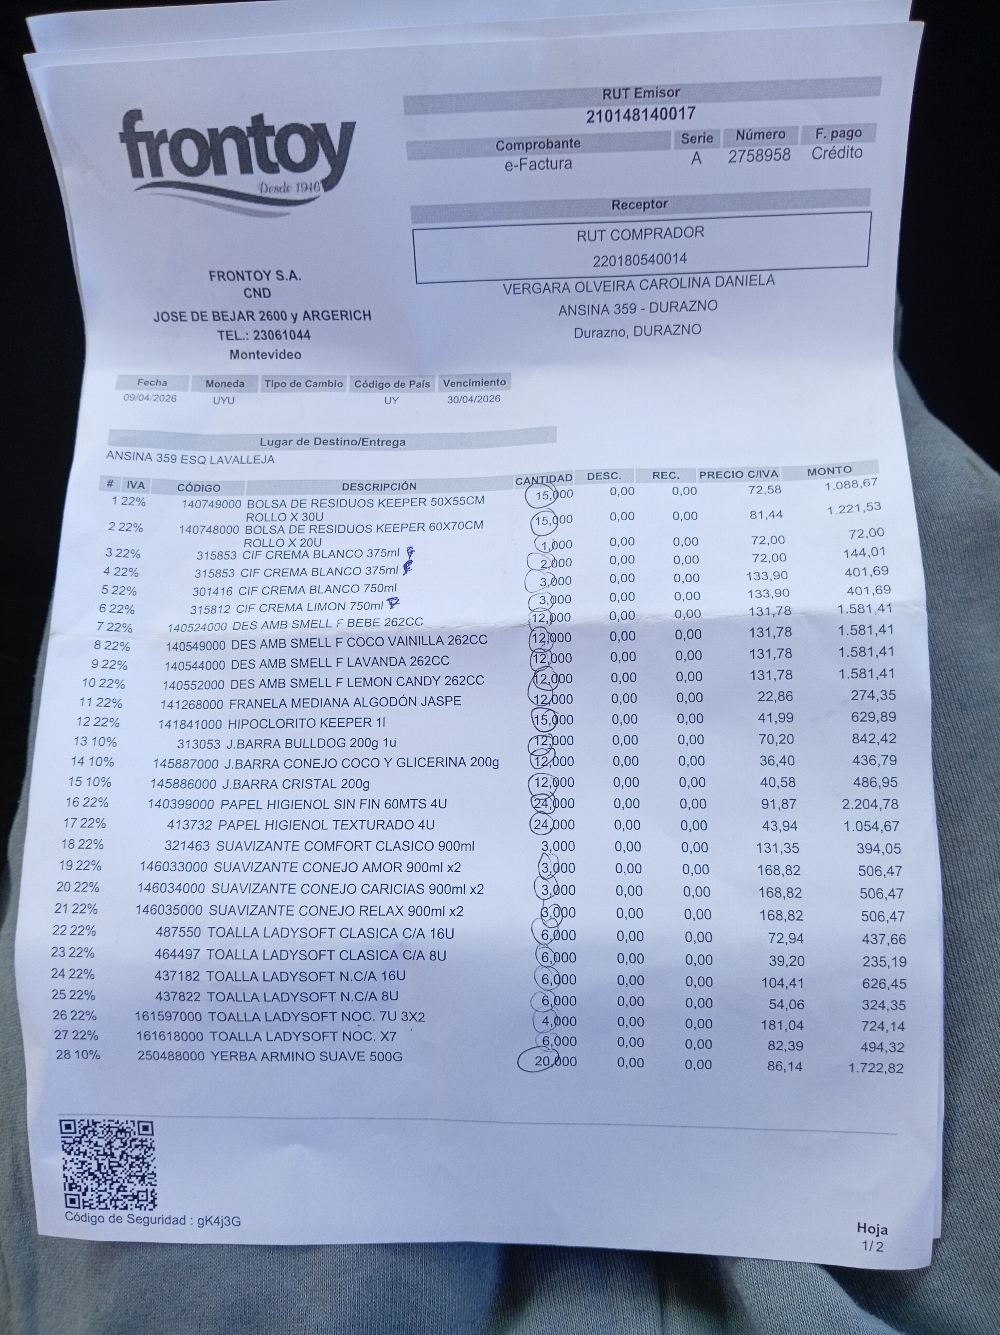 frontoy
Desde 1946
RUT Emisor
210148140017
Comprobante Serie Número F. pago
e-Factura A 2758958 Crédito
Receptor
RUT COMPRADOR
220180540014
VERGARA OLVEIRA CAROLINA DANIELA
ANSINA 359 - DURAZNO
Durazno, DURAZNO
FRONTOY S.A.
CND
JOSE DE BEJAR 2600 y ARGERICH
TEL.: 23061044
Montevideo
Fecha Moneda Tipo de Cambio Código de País Vencimiento
09/04/2026 UYU UY 30/04/2026
Lugar de Destino/Entrega
ANSINA 359 ESQ LAVALLEJA
# IVA CÓDIGO DESCRIPCIÓN CANTIDAD DESC. REC. PRECIO C/IVA MONTO
1 22% 140749000 BOLSA DE RESIDUOS KEEPER 50X55CM 15,000 0,00 0,00 72,58 1.088,67
ROLLO X 30U
2 22% 140748000 BOLSA DE RESIDUOS KEEPER 60X70CM 15,000 0,00 0,00 81,44 1.221,53
ROLLO X 20U
3 22% 315853 CIF CREMA BLANCO 375ml 1,000 0,00 0,00 72,00 72,00
4 22% 315853 CIF CREMA BLANCO 375ml 2,000 0,00 0,00 72,00 144,01
5 22% 301416 CIF CREMA BLANCO 750ml 3,000 0,00 0,00 133,90 401,69
6 22% 315812 CIF CREMA LIMON 750ml 3,000 0,00 0,00 133,90 401,69
7 22% 140524000 DES AMB SMELL F BEBE 262CC 12,000 0,00 0,00 131,78 1.581,41
8 22% 140549000 DES AMB SMELL F COCO VAINILLA 262CC 12,000 0,00 0,00 131,78 1.581,41
9 22% 140544000 DES AMB SMELL F LAVANDA 262CC 12,000 0,00 0,00 131,78 1.581,41
10 22% 140552000 DES AMB SMELL F LEMON CANDY 262CC 12,000 0,00 0,00 131,78 1.581,41
11 22% 141268000 FRANELA MEDIANA ALGODÓN JASPE 12,000 0,00 0,00 22,86 274,35
12 22% 141841000 HIPOCLORITO KEEPER 1l 15,000 0,00 0,00 41,99 629,89
13 10% 313053 J.BARRA BULLDOG 200g 1u 12,000 0,00 0,00 70,20 842,42
14 10% 145887000 J.BARRA CONEJO COCO Y GLICERINA 200g 12,000 0,00 0,00 36,40 436,79
15 10% 145886000 J.BARRA CRISTAL 200g 12,000 0,00 0,00 40,58 486,95
16 22% 140399000 PAPEL HIGIENOL SIN FIN 60MTS 4U 24,000 0,00 0,00 91,87 2.204,78
17 22% 413732 PAPEL HIGIENOL TEXTURADO 4U 24,000 0,00 0,00 43,94 1.054,67
18 22% 321463 SUAVIZANTE COMFORT CLASICO 900ml 3,000 0,00 0,00 131,35 394,05
19 22% 146033000 SUAVIZANTE CONEJO AMOR 900ml x2 3,000 0,00 0,00 168,82 506,47
20 22% 146034000 SUAVIZANTE CONEJO CARICIAS 900ml x2 3,000 0,00 0,00 168,82 506,47
21 22% 146035000 SUAVIZANTE CONEJO RELAX 900ml x2 3,000 0,00 0,00 168,82 506,47
22 22% 487550 TOALLA LADYSOFT CLASICA C/A 16U 6,000 0,00 0,00 72,94 437,66
23 22% 464497 TOALLA LADYSOFT CLASICA C/A 8U 6,000 0,00 0,00 39,20 235,19
24 22% 437182 TOALLA LADYSOFT N.C/A 16U 6,000 0,00 0,00 104,41 626,45
25 22% 437822 TOALLA LADYSOFT N.C/A 8U 6,000 0,00 0,00 54,06 324,35
26 22% 161597000 TOALLA LADYSOFT NOC. 7U 3X2 4,000 0,00 0,00 181,04 724,14
27 22% 161618000 TOALLA LADYSOFT NOC. X7 6,000 0,00 0,00 82,39 494,32
28 10% 250488000 YERBA ARMINO SUAVE 500G 20,000 0,00 0,00 86,14 1.722,82
Código de Seguridad : gK4j3G
Hoja
1/2